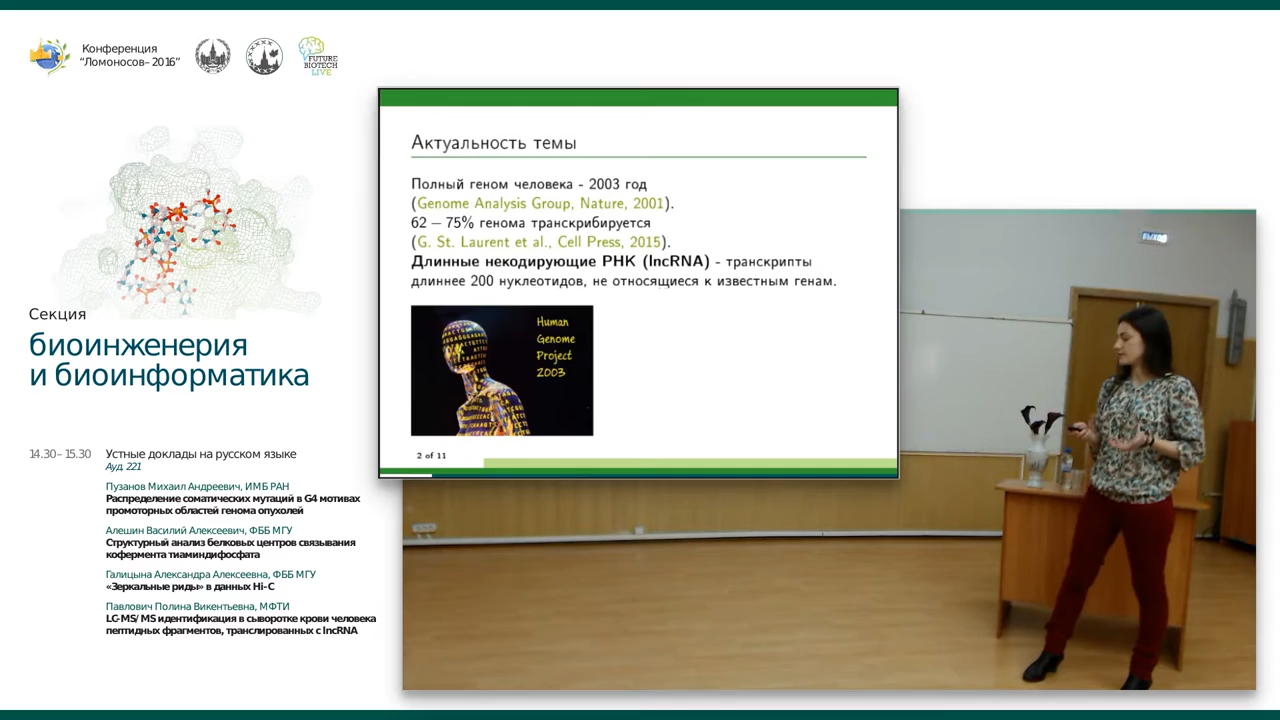 Конференция
“Ломоносов–2016”
FUTURE
BIOTECH
LIVE
Секция
биоинженерия
и биоинформатика
14.30–15.30 Устные доклады на русском языке
Ауд. 221
Пузанов Михаил Андреевич, ИМБ РАН
Распределение соматических мутаций в G4 мотивах
промоторных областей генома опухолей
Алешин Василий Алексеевич, ФББ МГУ
Структурный анализ белковых центров связывания
кофермента тиаминдифосфата
Галицына Александра Алексеевна, ФББ МГУ
«Зеркальные риды» в данных Hi-C
Павлович Полина Викентьевна, МФТИ
LC-MS/MS идентификация в сыворотке крови человека
пептидных фрагментов, транслированных с lncRNA
Актуальность темы
Полный геном человека - 2003 год
(Genome Analysis Group, Nature, 2001).
62 – 75% генома транскрибируется
(G. St. Laurent et al., Cell Press, 2015).
Длинные некодирующие РНК (lncRNA) - транскрипты
длиннее 200 нуклеотидов, не относящиеся к известным генам.
Human
Genome
Project
2003
2 of 11
ВЫХОД